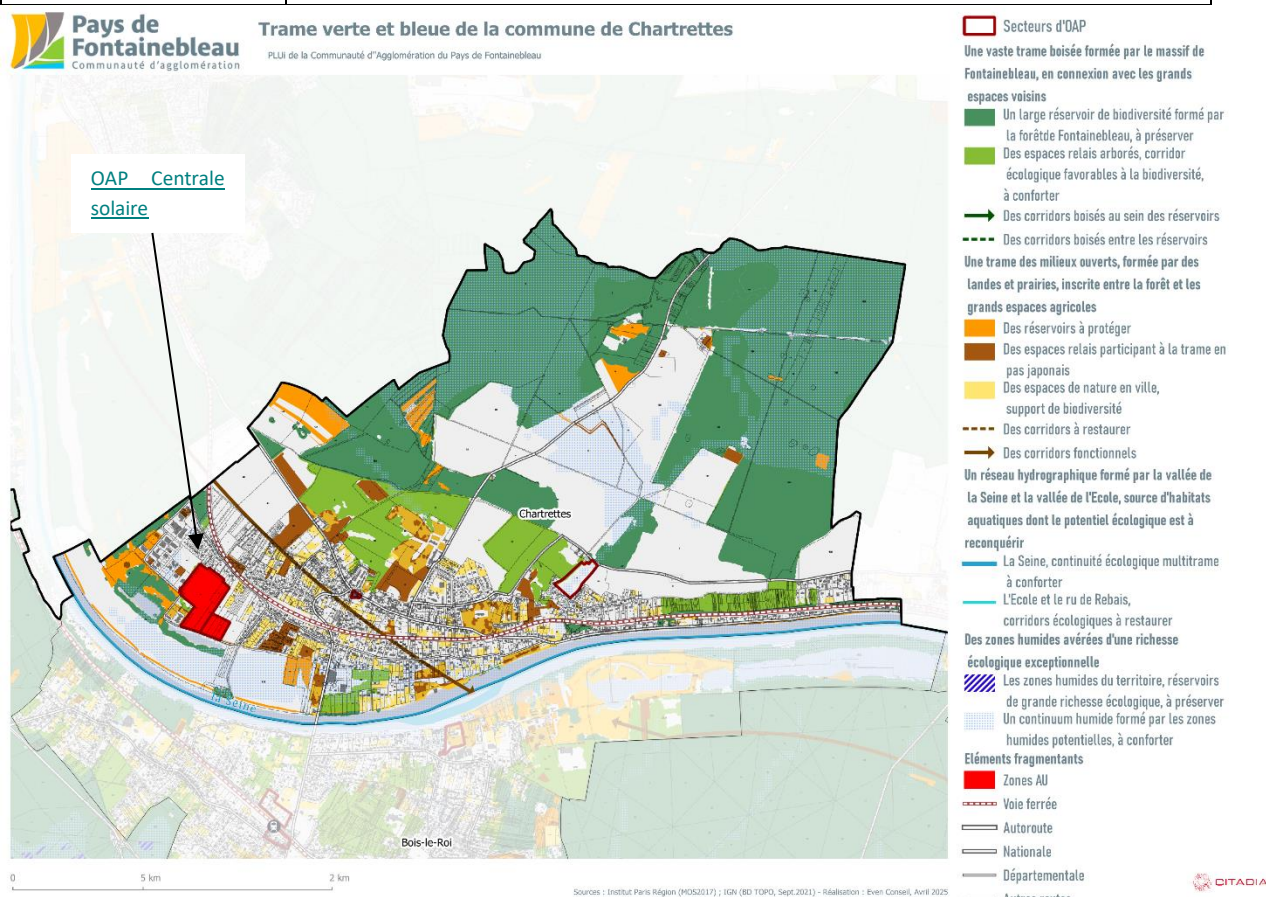 Pays de
Fontainebleau
Communauté d'agglomération
Trame verte et bleue de la commune de Chartrettes
PLUi de la Communauté d''Agglomération du Pays de Fontainebleau
OAP Centrale
solaire
Chartrettes
la Seine
Bois-le-Roi
0
5 km
2 km
Sources : Institut Paris Région (MOS2017) ; IGN (BD TOPO, Sept.2021) - Réalisation : Even Conseil, Avril 2025
Secteurs d'OAP
Une vaste trame boisée formée par le massif de
Fontainebleau, en connexion avec les grands
espaces voisins
Un large réservoir de biodiversité formé par
la forêtde Fontainebleau, à préserver
Des espaces relais arborés, corridor
écologique favorables à la biodiversité,
à conforter
Des corridors boisés au sein des réservoirs
Des corridors boisés entre les réservoirs
Une trame des milieux ouverts, formée par des
landes et prairies, inscrite entre la forêt et les
grands espaces agricoles
Des réservoirs à protéger
Des espaces relais participant à la trame en
pas japonais
Des espaces de nature en ville,
support de biodiversité
Des corridors à restaurer
Des corridors fonctionnels
Un réseau hydrographique formé par la vallée de
la Seine et la vallée de l'Ecole, source d'habitats
aquatiques dont le potentiel écologique est à
reconquérir
La Seine, continuité écologique multitrame
à conforter
L'Ecole et le ru de Rebais,
corridors écologiques à restaurer
Des zones humides avérées d'une richesse
écologique exceptionnelle
Les zones humides du territoire, réservoirs
de grande richesse écologique, à préserver
Un continuum humide formé par les zones
humides potentielles, à conforter
Eléments fragmentants
Zones AU
Voie ferrée
Autoroute
Nationale
Départementale
Autres routes
CITADIA